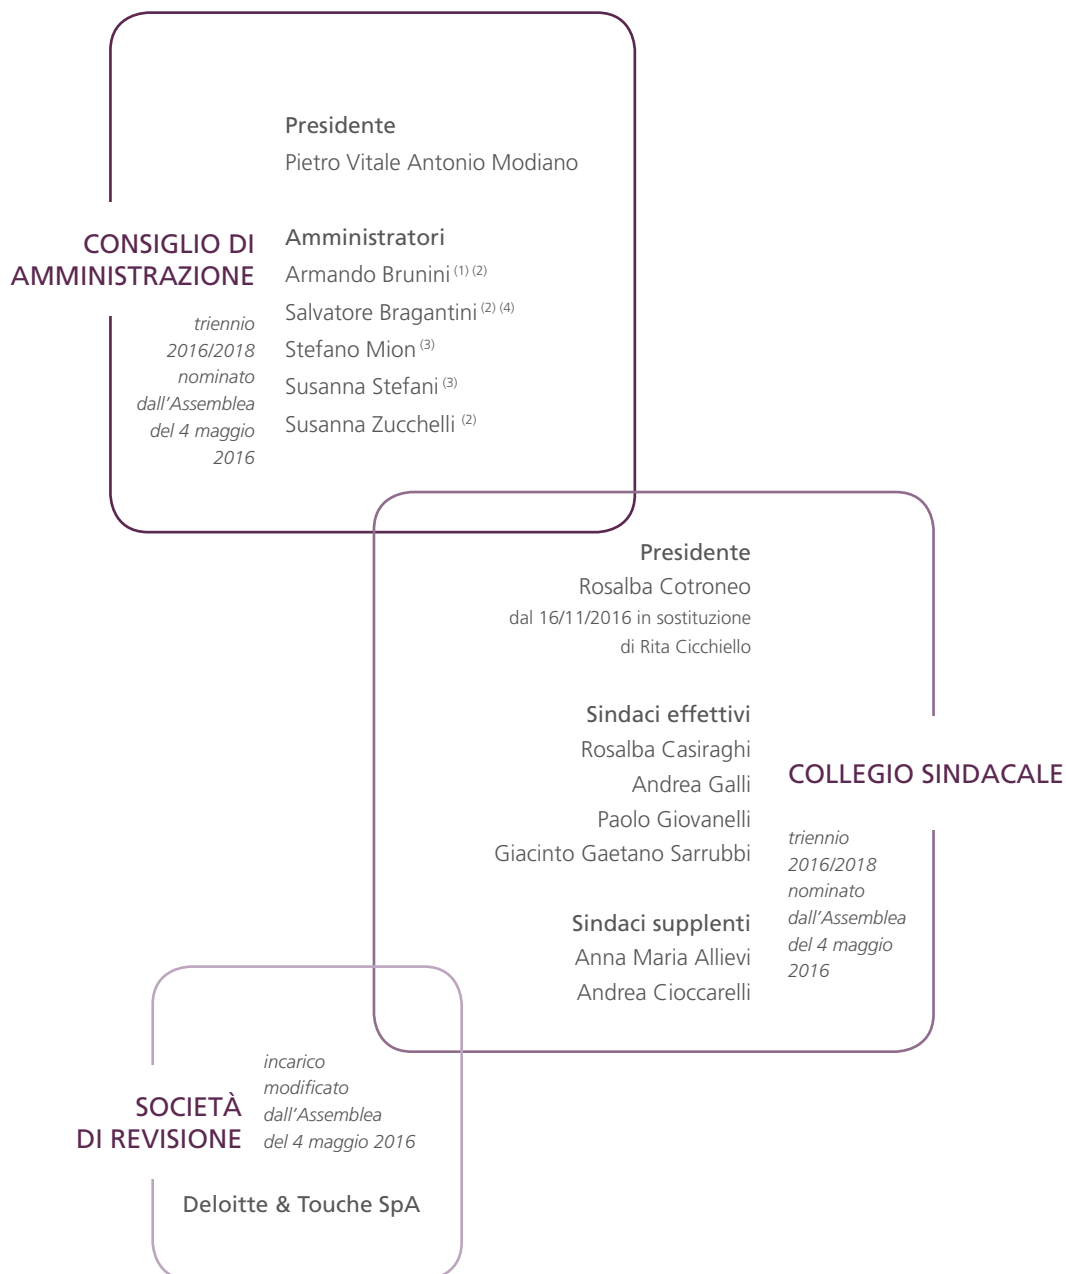 CONSIGLIO DI
AMMINISTRAZIONE
triennio
2016/2018
nominato
dall'Assemblea
del 4 maggio
2016
Presidente
Pietro Vitale Antonio Modiano
Amministratori
Armando Brunini (1) (2)
Salvatore Bragantini (2) (4)
Stefano Mion (3)
Susanna Stefani (3)
Susanna Zucchelli (2)
COLLEGIO SINDACALE
triennio
2016/2018
nominato
dall'Assemblea
del 4 maggio
2016
Presidente
Rosalba Cotroneo
dal 16/11/2016 in sostituzione
di Rita Cicchiello
Sindaci effettivi
Rosalba Casiraghi
Andrea Galli
Paolo Giovanelli
Giacinto Gaetano Sarrubbi
Sindaci supplenti
Anna Maria Allievi
Andrea Cioccarelli
SOCIETÀ
DI REVISIONE
incarico
modificato
dall'Assemblea
del 4 maggio 2016
Deloitte & Touche SpA